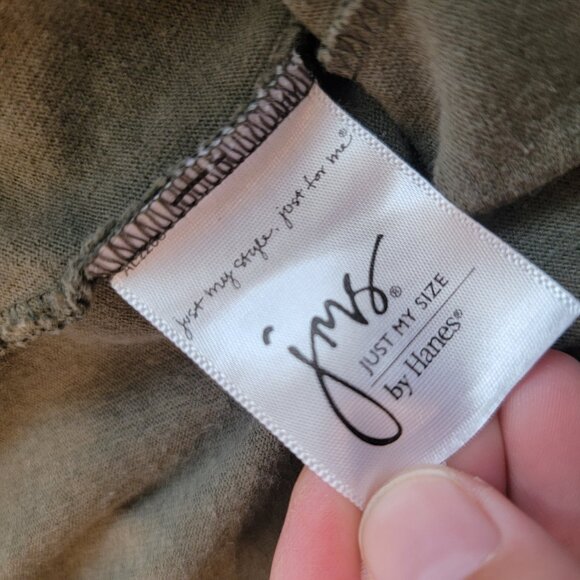 just my style. just for me®
jms®
JUST MY SIZE
by Hanes®